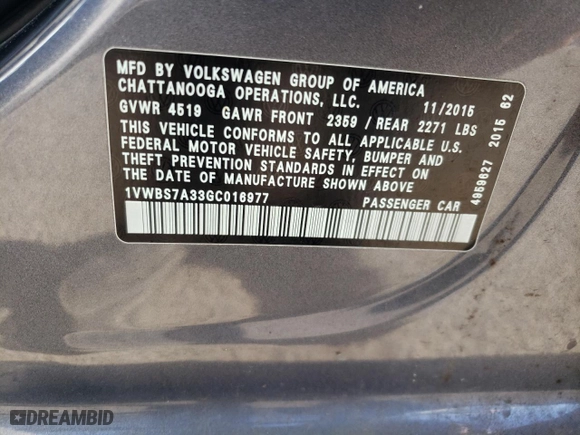 MFD BY VOLKSWAGEN GROUP OF AMERICA
CHATTANOOGA OPERATIONS, LLC. 11/2015
GVWR 4519 GAWR FRONT 2359 / REAR 2271 LBS
THIS VEHICLE CONFORMS TO ALL APPLICABLE U.S.
FEDERAL MOTOR VEHICLE SAFETY, BUMPER AND
THEFT PREVENTION STANDARDS IN EFFECT ON
THE DATE OF MANUFACTURE SHOWN ABOVE
1VWBS7A33GC016977 PASSENGER CAR
4959627 2015 62
DREAMBID